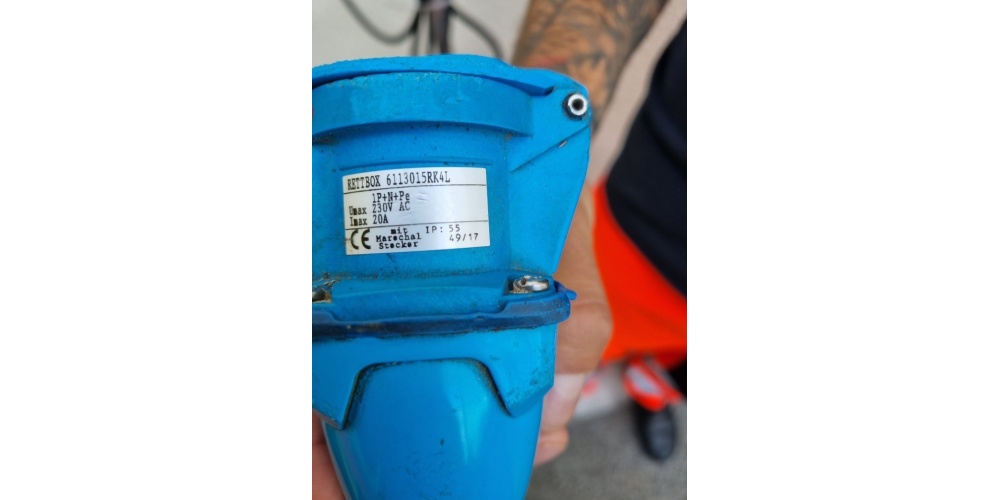 RETTBOX 6113015RK4L
1P+N+Pe
Umax 230V AC
Imax 20A
CE mit IP: 55
Marechal 49/17
Stecker